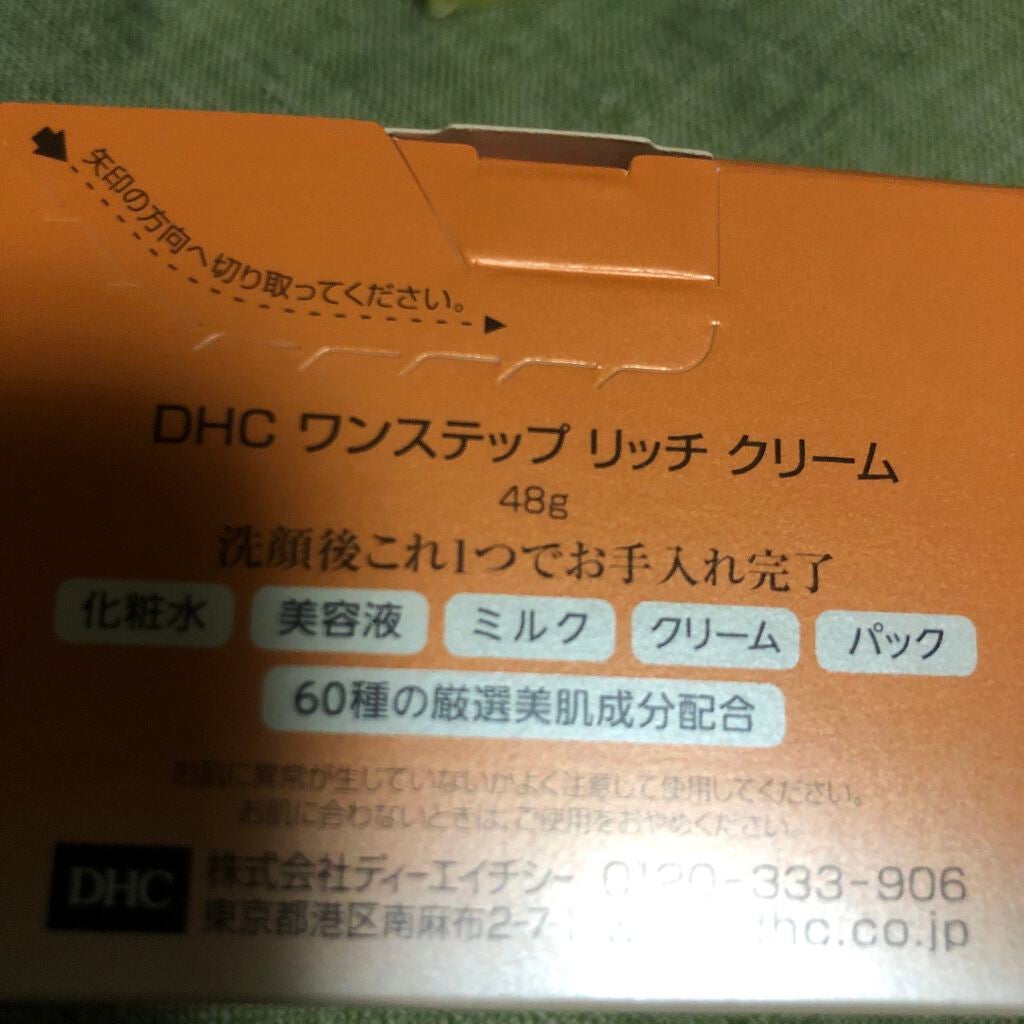 矢印の方向へ切り取ってください。
DHC ワンステップ リッチ クリーム
48g
洗顔後これ1つでお手入れ完了
化粧水 美容液 ミルク クリーム パック
60種の厳選美肌成分配合
お肌に異常が生じていないかよく注意して使用してください。
お肌に合わないときは、ご使用をおやめください。
DHC 株式会社ディーエイチシー 0120-333-906
東京都港区南麻布2-7- hc.co.jp